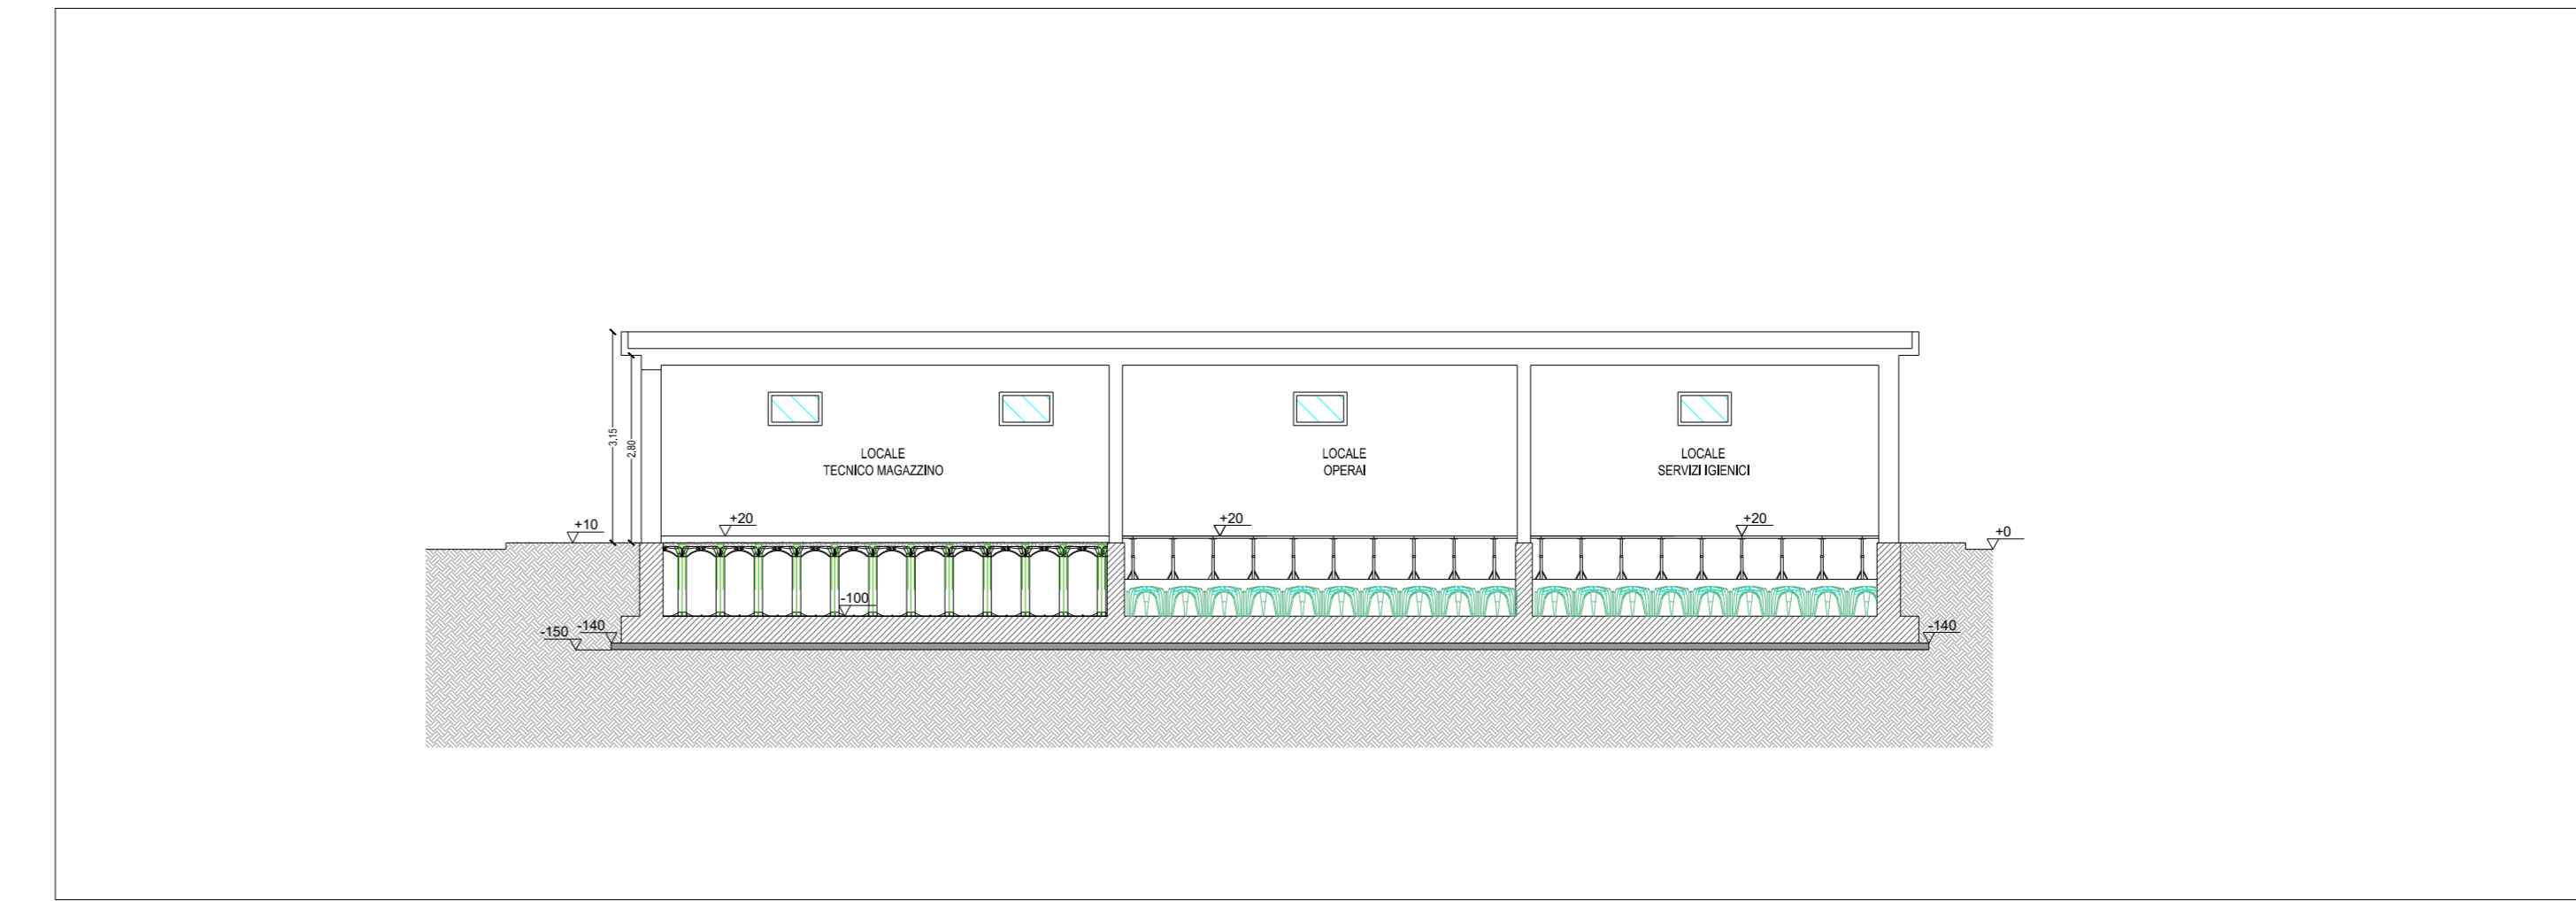 3,15
2,80
LOCALE
TECNICO MAGAZZINO
LOCALE
OPERAI
LOCALE
SERVIZI IGIENICI
+10
+20
+20
+20
+0
-100
-150
-140
-140